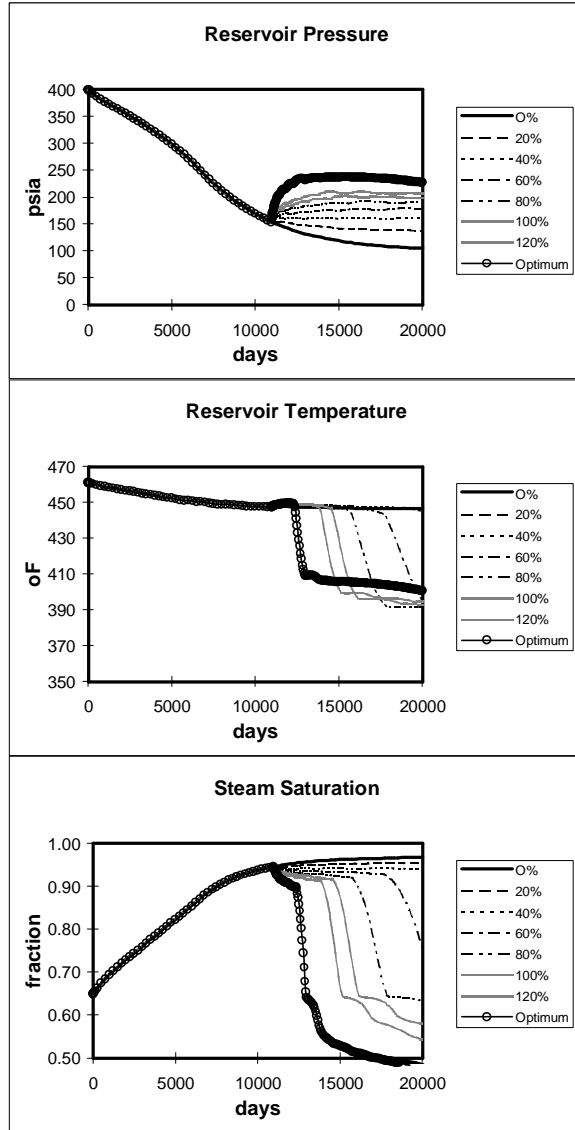 Reservoir Pressure
400
350
300
250
200
150
100
50
0
psia
0 5000 10000 15000 20000
days
O%
20%
40%
60%
80%
100%
120%
Optimum
Reservoir Temperature
470
450
430
410
390
370
350
oF
0 5000 10000 15000 20000
days
O%
20%
40%
60%
80%
100%
120%
Optimum
Steam Saturation
1.00
0.90
0.80
0.70
0.60
0.50
fraction
0 5000 10000 15000 20000
days
O%
20%
40%
60%
80%
100%
120%
Optimum